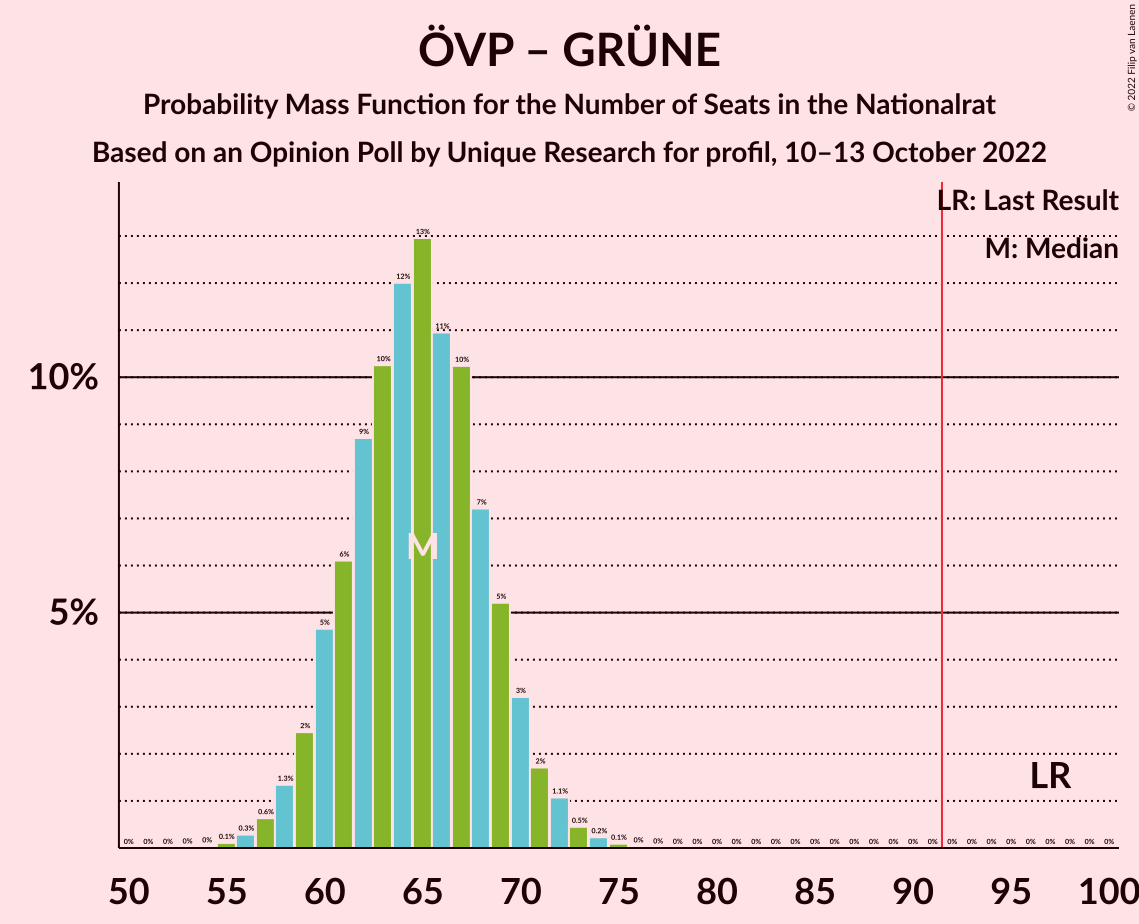 ÖVP – GRÜNE
Probability Mass Function for the Number of Seats in the Nationalrat
Based on an Opinion Poll by Unique Research for profil, 10–13 October 2022
© 2022 Filip van Laenen
LR: Last Result
M: Median
10%
5%
0% 0% 0% 0% 0% 0.1% 0.3% 0.6% 1.3% 2% 5% 6% 9% 10% 12% 13% 11% 10% 7% 5% 3% 2% 1.1% 0.5% 0.2% 0.1% 0% 0% 0% 0% 0% 0% 0% 0% 0% 0% 0% 0% 0% 0% 0% 0% 0% 0% 0% 0% 0% 0% 0% 0% 0%
M
LR
50 55 60 65 70 75 80 85 90 95 100